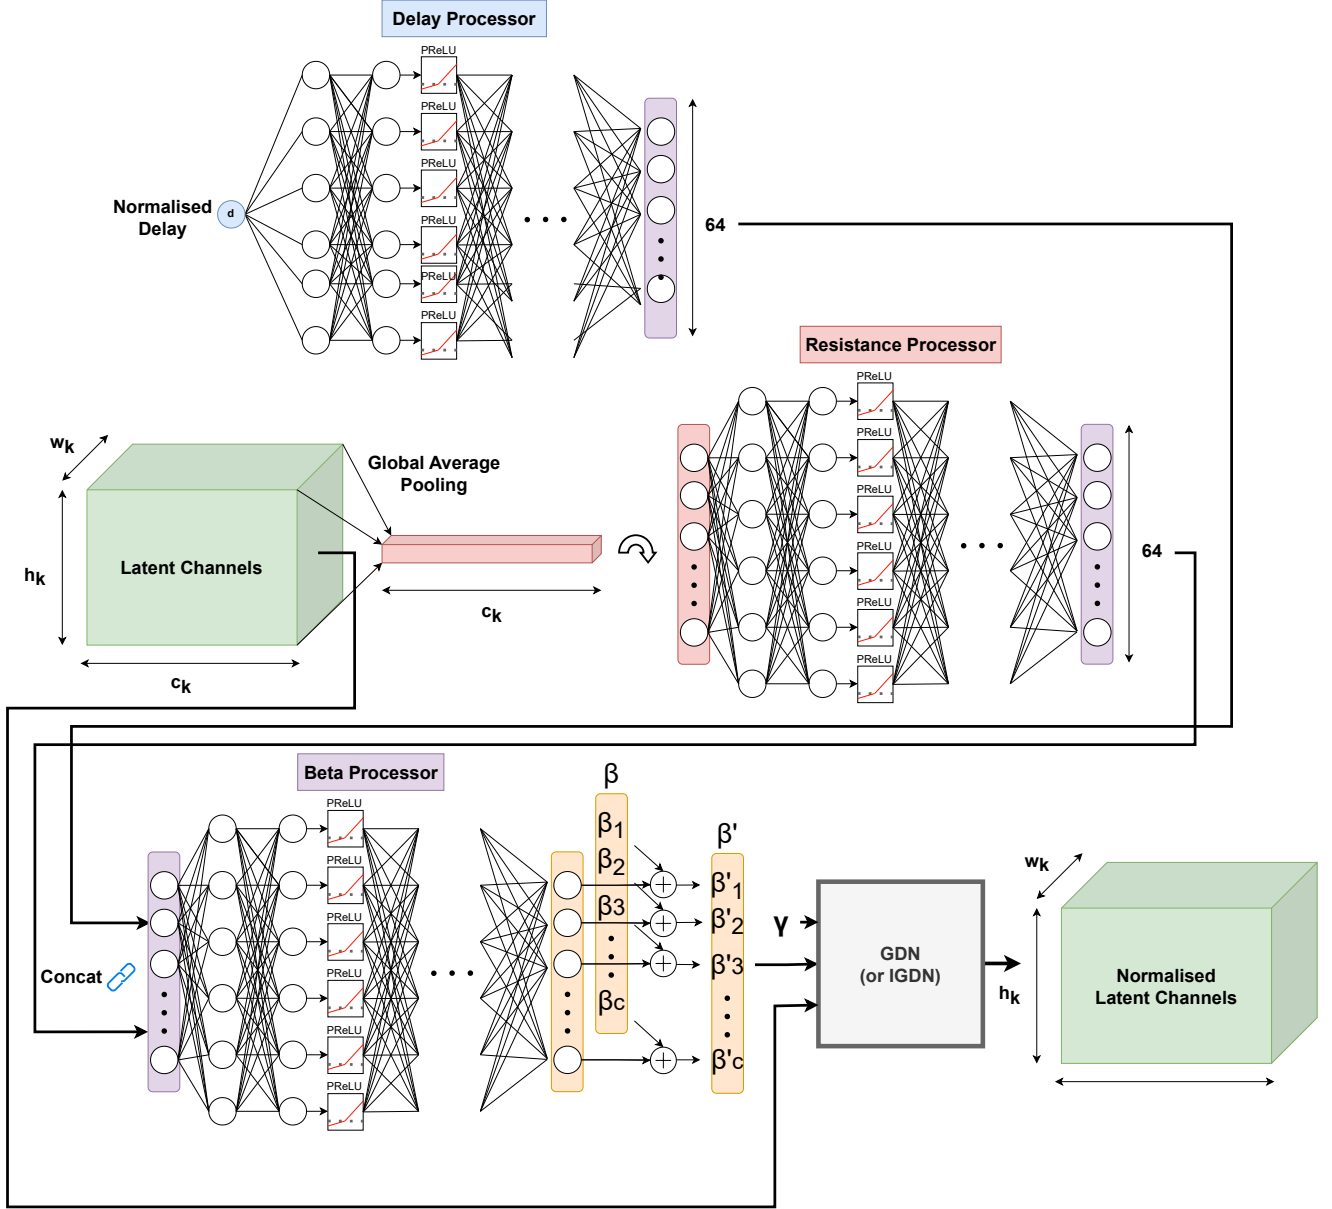 Delay Processor
PReLU
PReLU
PReLU
PReLU
PReLU
PReLU
Normalised
Delay
d
64
Resistance Processor
PReLU
PReLU
PReLU
PReLU
PReLU
PReLU
64
wk
hk
ck
Latent Channels
Global Average
Pooling
ck
Beta Processor
PReLU
PReLU
PReLU
PReLU
PReLU
PReLU
Concat
β
β1
β2
β3
βc
β'
β'1
β'2
β'3
β'c
γ
GDN
(or IGDN)
wk
hk
Normalised
Latent Channels